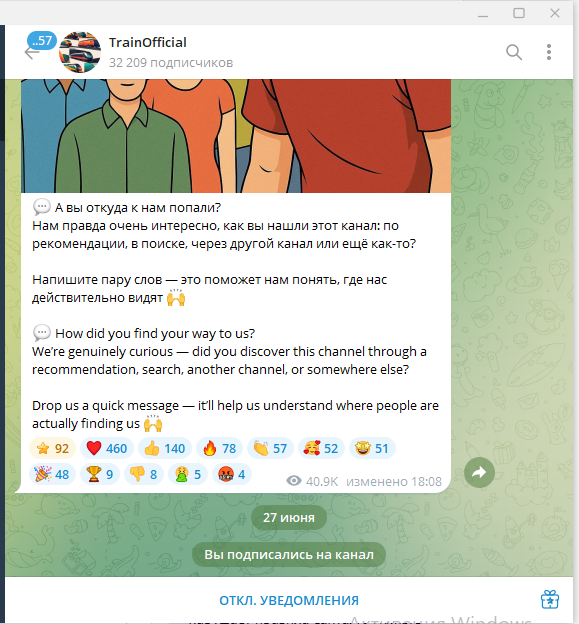 ..57
TrainOfficial
32 209 подписчиков
💬 А вы откуда к нам попали?
Нам правда очень интересно, как вы нашли этот канал: по
рекомендации, в поиске, через другой канал или ещё как-то?
Напишите пару слов — это поможет нам понять, где нас
действительно видят 🙌
💬 How did you find your way to us?
We're genuinely curious — did you discover this channel through a
recommendation, search, another channel, or somewhere else?
Drop us a quick message — it'll help us understand where people are
actually finding us 🙌
⭐ 92 ❤️ 460 👍 140 🔥 78 👏 57 🥰 52 🤩 51
🎉 48 🏆 9 👎 8 🤮 5 🤬 4 40.9K изменено 18:08
27 июня
Вы подписались на канал
ОТКЛ. УВЕДОМЛЕНИЯ